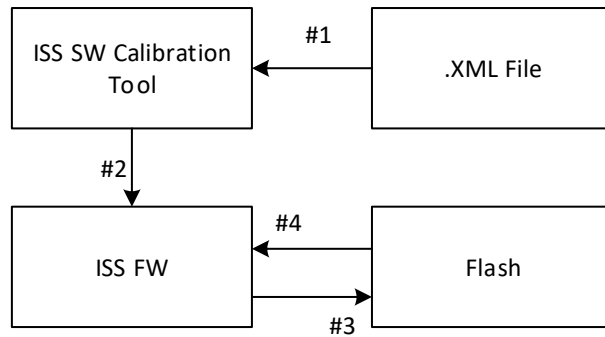 ISS SW Calibration
Tool
#1
.XML File
#2
ISS FW
#4
Flash
#3